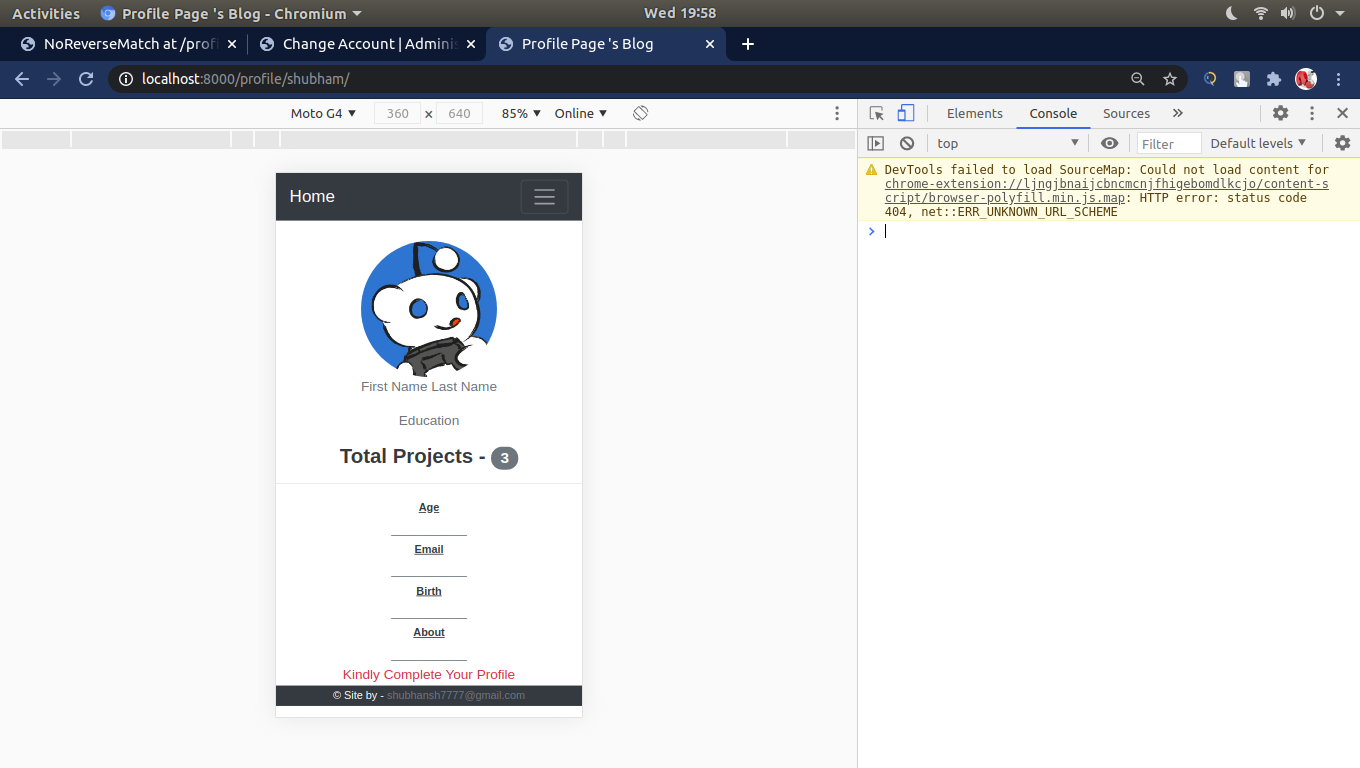 Activities Profile Page 's Blog - Chromium Wed 19:58
NoReverseMatch at /profi Change Account | Adminis Profile Page 's Blog
localhost:8000/profile/shubham/
Moto G4 360 × 640 85% Online
Elements Console Sources »
top Filter Default levels
DevTools failed to load SourceMap: Could not load content for
chrome-extension://ljngjbnaijcbncmcnjfhigebomdlkcjo/content-s
cript/browser-polyfill.min.js.map: HTTP error: status code
404, net::ERR_UNKNOWN_URL_SCHEME
Home
First Name Last Name
Education
Total Projects - 3
Age
Email
Birth
About
Kindly Complete Your Profile
© Site by - shubhansh7777@gmail.com